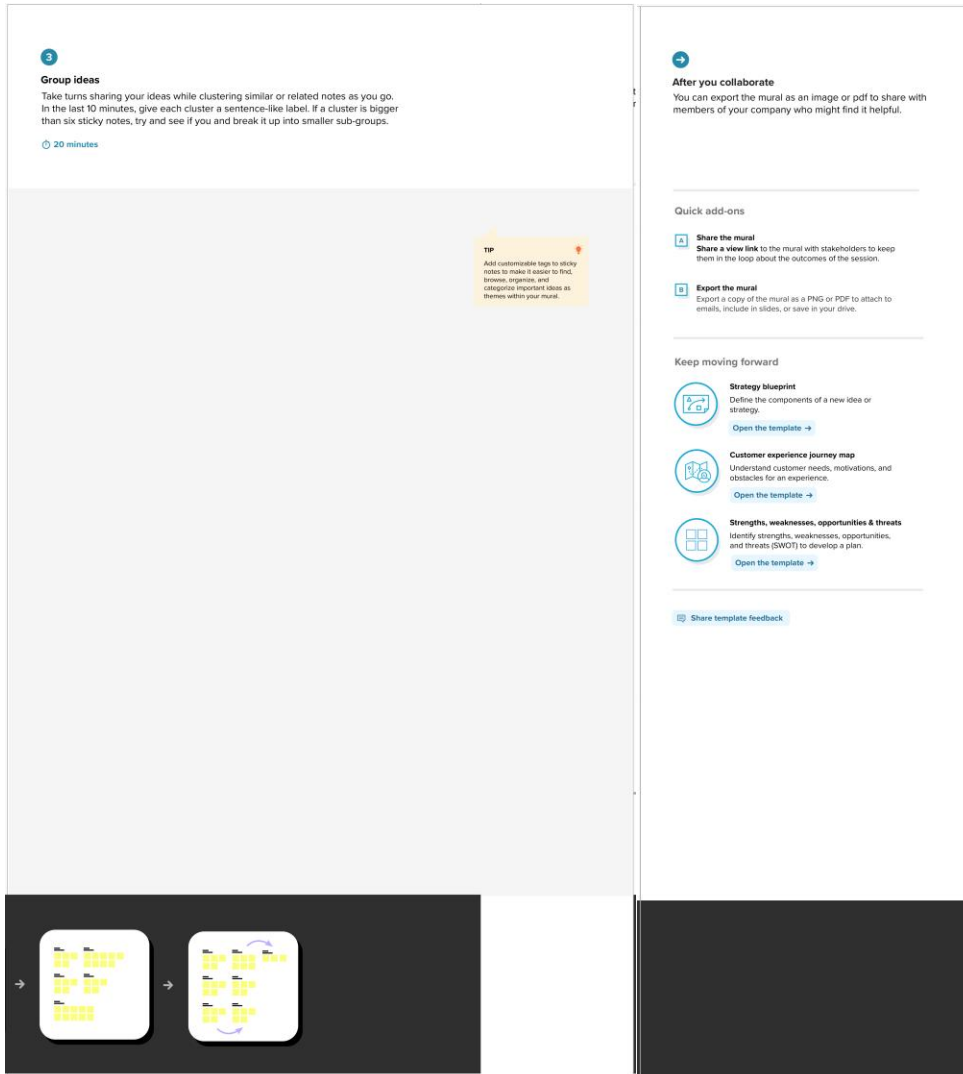 3
Group ideas
Take turns sharing your ideas while clustering similar or related notes as you go.
In the last 10 minutes, give each cluster a sentence-like label. If a cluster is bigger
than six sticky notes, try and see if you and break it up into smaller sub-groups.
20 minutes
TIP
Add customizable tags to sticky
notes to make it easier to find,
browse, organize, and
categorize important ideas as
themes within your mural.
After you collaborate
You can export the mural as an image or pdf to share with
members of your company who might find it helpful.
Quick add-ons
A
Share the mural
Share a view link to the mural with stakeholders to keep
them in the loop about the outcomes of the session.
B
Export the mural
Export a copy of the mural as a PNG or PDF to attach to
emails, include in slides, or save in your drive.
Keep moving forward
Strategy blueprint
Define the components of a new idea or
strategy.
Open the template →
Customer experience journey map
Understand customer needs, motivations, and
obstacles for an experience.
Open the template →
Strengths, weaknesses, opportunities & threats
Identify strengths, weaknesses, opportunities,
and threats (SWOT) to develop a plan.
Open the template →
Share template feedback